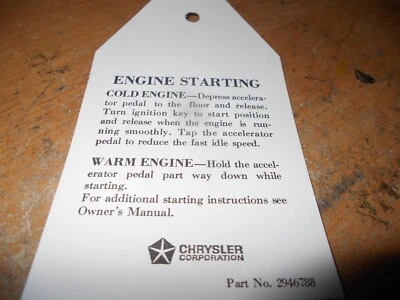 ENGINE STARTING
COLD ENGINE—Depress accelera-
tor pedal to the floor and release.
Turn ignition key to start position
and release when the engine is run-
ning smoothly. Tap the accelerator
pedal to reduce the fast idle speed.
WARM ENGINE—Hold the accel-
erator pedal part way down while
starting.
For additional starting instructions see
Owner's Manual.
CHRYSLER
CORPORATION
Part No. 2946788